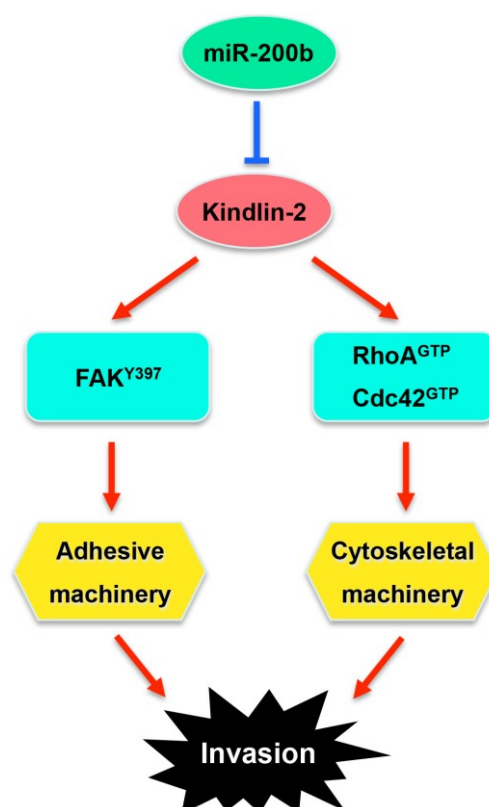 miR-200b
Kindlin-2
FAKY397
RhoAGTP
Cdc42GTP
Adhesive
machinery
Cytoskeletal
machinery
Invasion